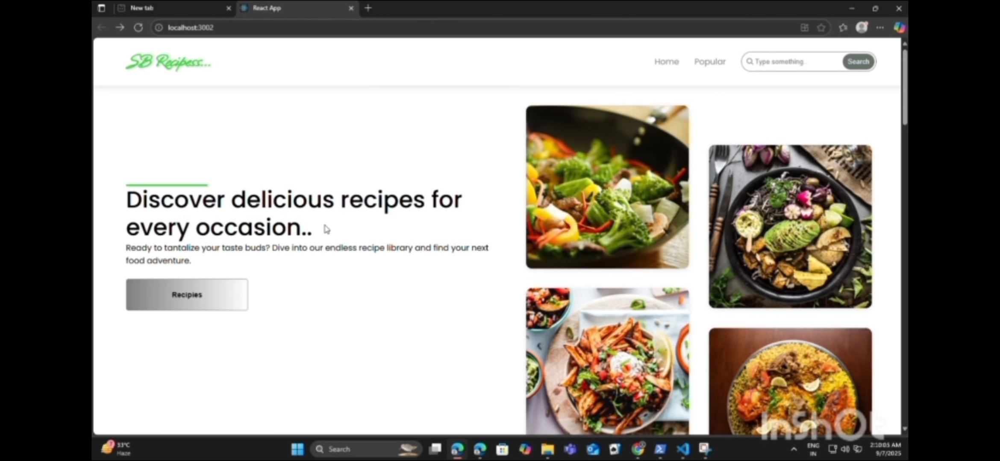 New tab
React App
localhost:3002
SB Recipess...
Home
Popular
Type something..
Search
Discover delicious recipes for
every occasion..
Ready to tantalize your taste buds? Dive into our endless recipe library and find your next
food adventure.
Recipies
InShOt
33°C
Haze
Search
ENG
IN
2:10:05 AM
9/7/2025